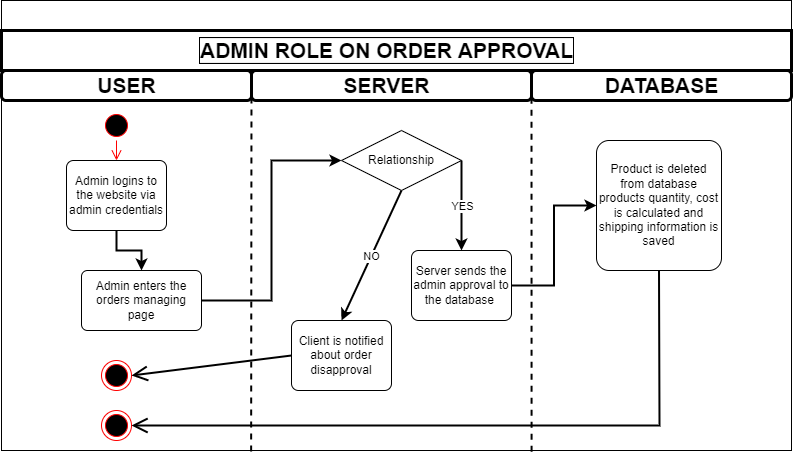 ADMIN ROLE ON ORDER APPROVAL
USER
SERVER
DATABASE
Admin logins to
the website via
admin credentials
Admin enters the
orders managing
page
Relationship
YES
NO
Server sends the
admin approval to
the database
Client is notified
about order
disapproval
Product is deleted
from database
products quantity, cost
is calculated and
shipping information is
saved